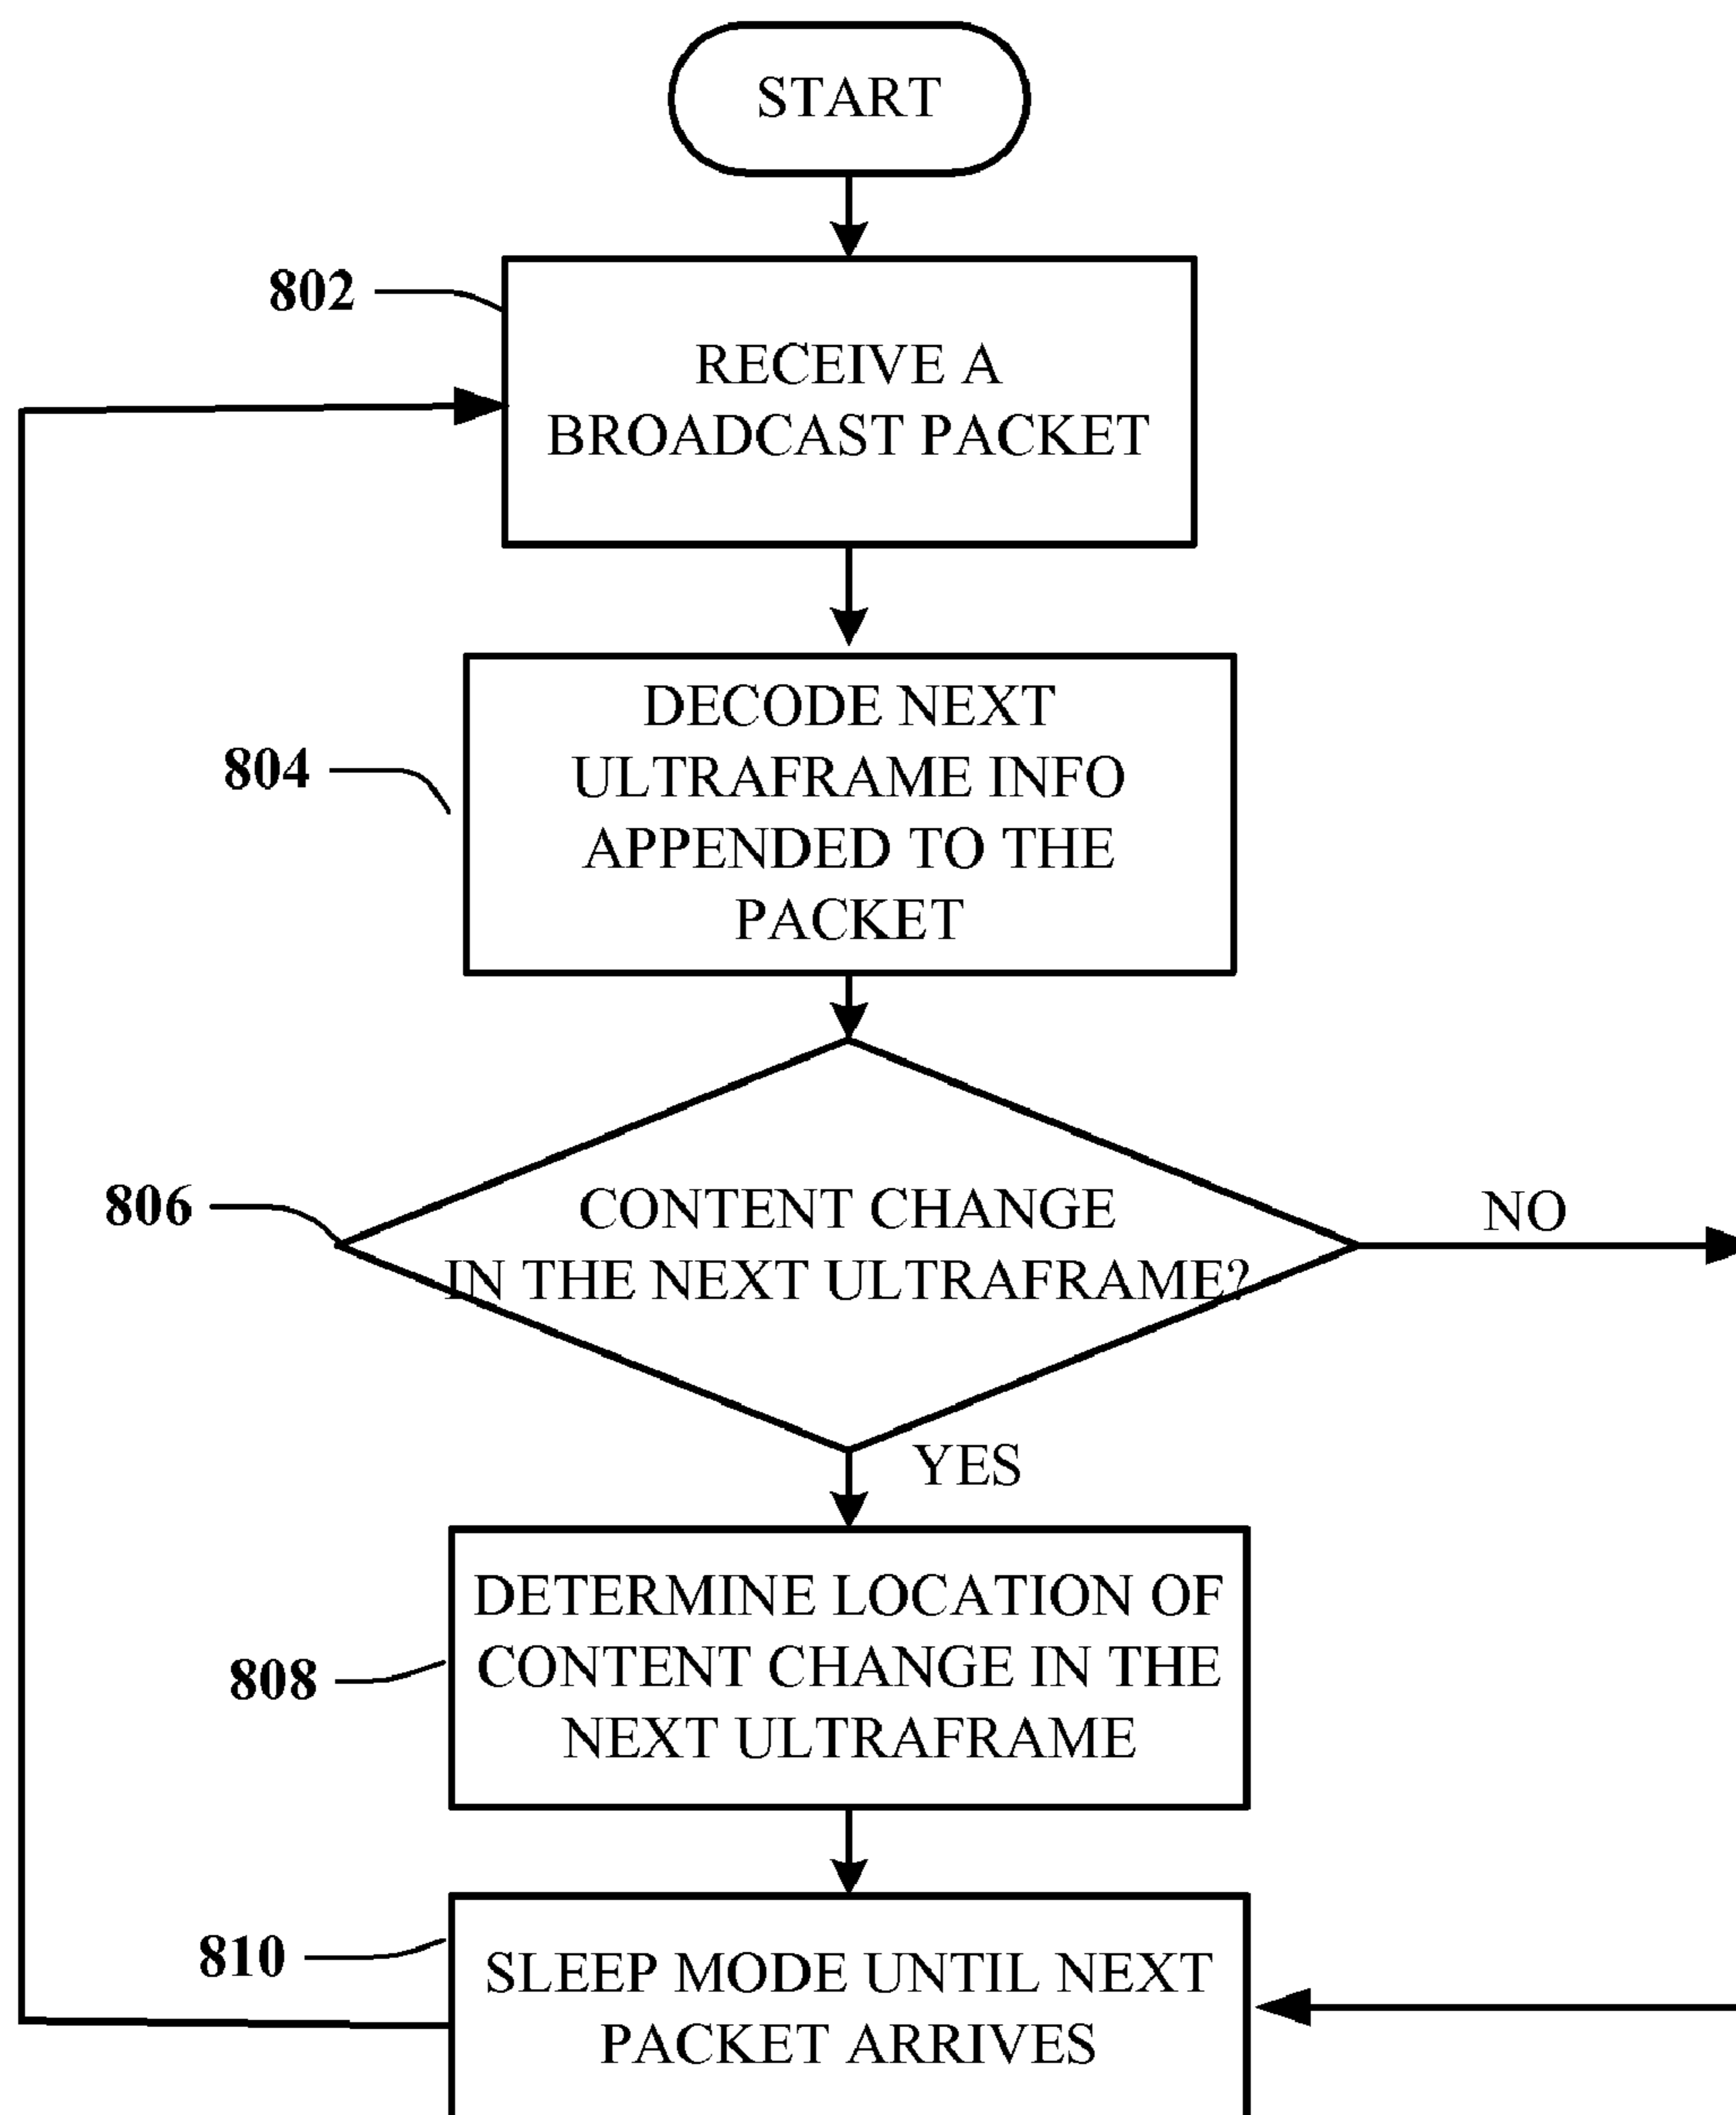 START
802
RECEIVE A
BROADCAST PACKET
804
DECODE NEXT
ULTRAFRAME INFO
APPENDED TO THE
PACKET
806
CONTENT CHANGE
IN THE NEXT ULTRAFRAME?
NO
YES
808
DETERMINE LOCATION OF
CONTENT CHANGE IN THE
NEXT ULTRAFRAME
810
SLEEP MODE UNTIL NEXT
PACKET ARRIVES